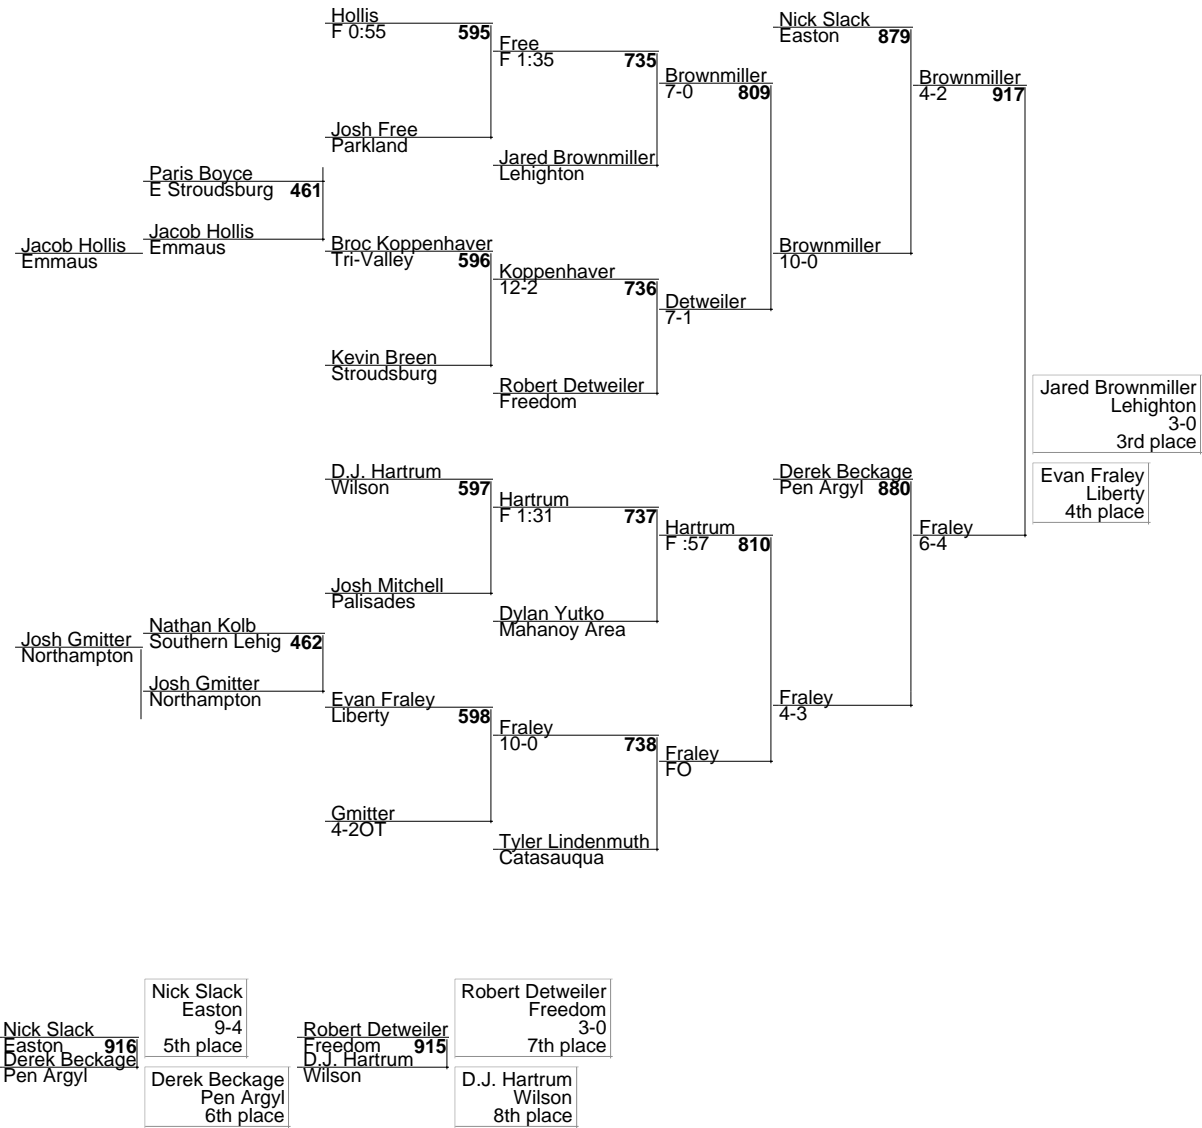 Hollis
F 0:55 595
Free
F 1:35 735
Nick Slack
Easton 879
Brownmiller
7-0 809
Brownmiller
4-2 917
Josh Free
Parkland
Jared Brownmiller
Lehighton
Paris Boyce
E Stroudsburg 461
Jacob Hollis
Emmaus
Jacob Hollis
Emmaus
Broc Koppenhaver
Tri-Valley 596
Brownmiller
10-0
Koppenhaver
12-2 736
Detweiler
7-1
Kevin Breen
Stroudsburg
Robert Detweiler
Freedom
Jared Brownmiller
Lehighton
3-0
3rd place
D.J. Hartrum
Wilson 597
Derek Beckage
Pen Argyl 880
Evan Fraley
Liberty
4th place
Hartrum
F 1:31 737
Hartrum
F :57 810
Fraley
6-4
Josh Mitchell
Palisades
Dylan Yutko
Mahanoy Area
Nathan Kolb
Southern Lehig 462
Josh Gmitter
Northampton
Josh Gmitter
Northampton
Evan Fraley
Liberty 598
Fraley
4-3
Fraley
10-0 738
Fraley
FO
Gmitter
4-2OT
Tyler Lindenmuth
Catasauqua
Nick Slack
Easton
9-4
5th place
Robert Detweiler
Freedom
3-0
7th place
Nick Slack
Easton 916
Derek Beckage
Pen Argyl
Robert Detweiler
Freedom 915
D.J. Hartrum
Wilson
Derek Beckage
Pen Argyl
6th place
D.J. Hartrum
Wilson
8th place